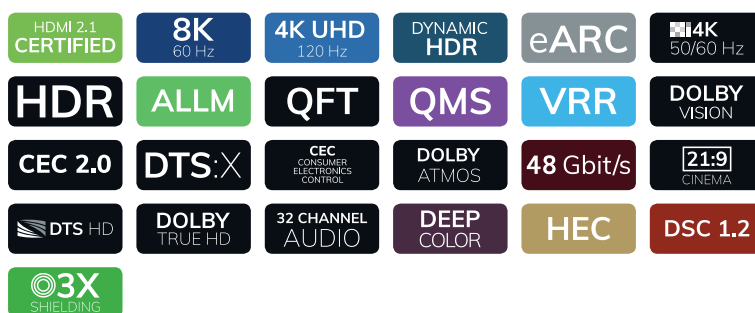 HDMI 2.1
CERTIFIED
8K
60 Hz
4K UHD
120 Hz
DYNAMIC
HDR
eARC
4K
50/60 Hz
HDR
ALLM
QFT
QMS
VRR
DOLBY
VISION
CEC 2.0
DTS:X
CEC
CONSUMER
ELECTRONICS
CONTROL
DOLBY
ATMOS
48 Gbit/s
21:9
CINEMA
DTS HD
DOLBY
TRUE HD
32 CHANNEL
AUDIO
DEEP
COLOR
HEC
DSC 1.2
3X
SHIELDING